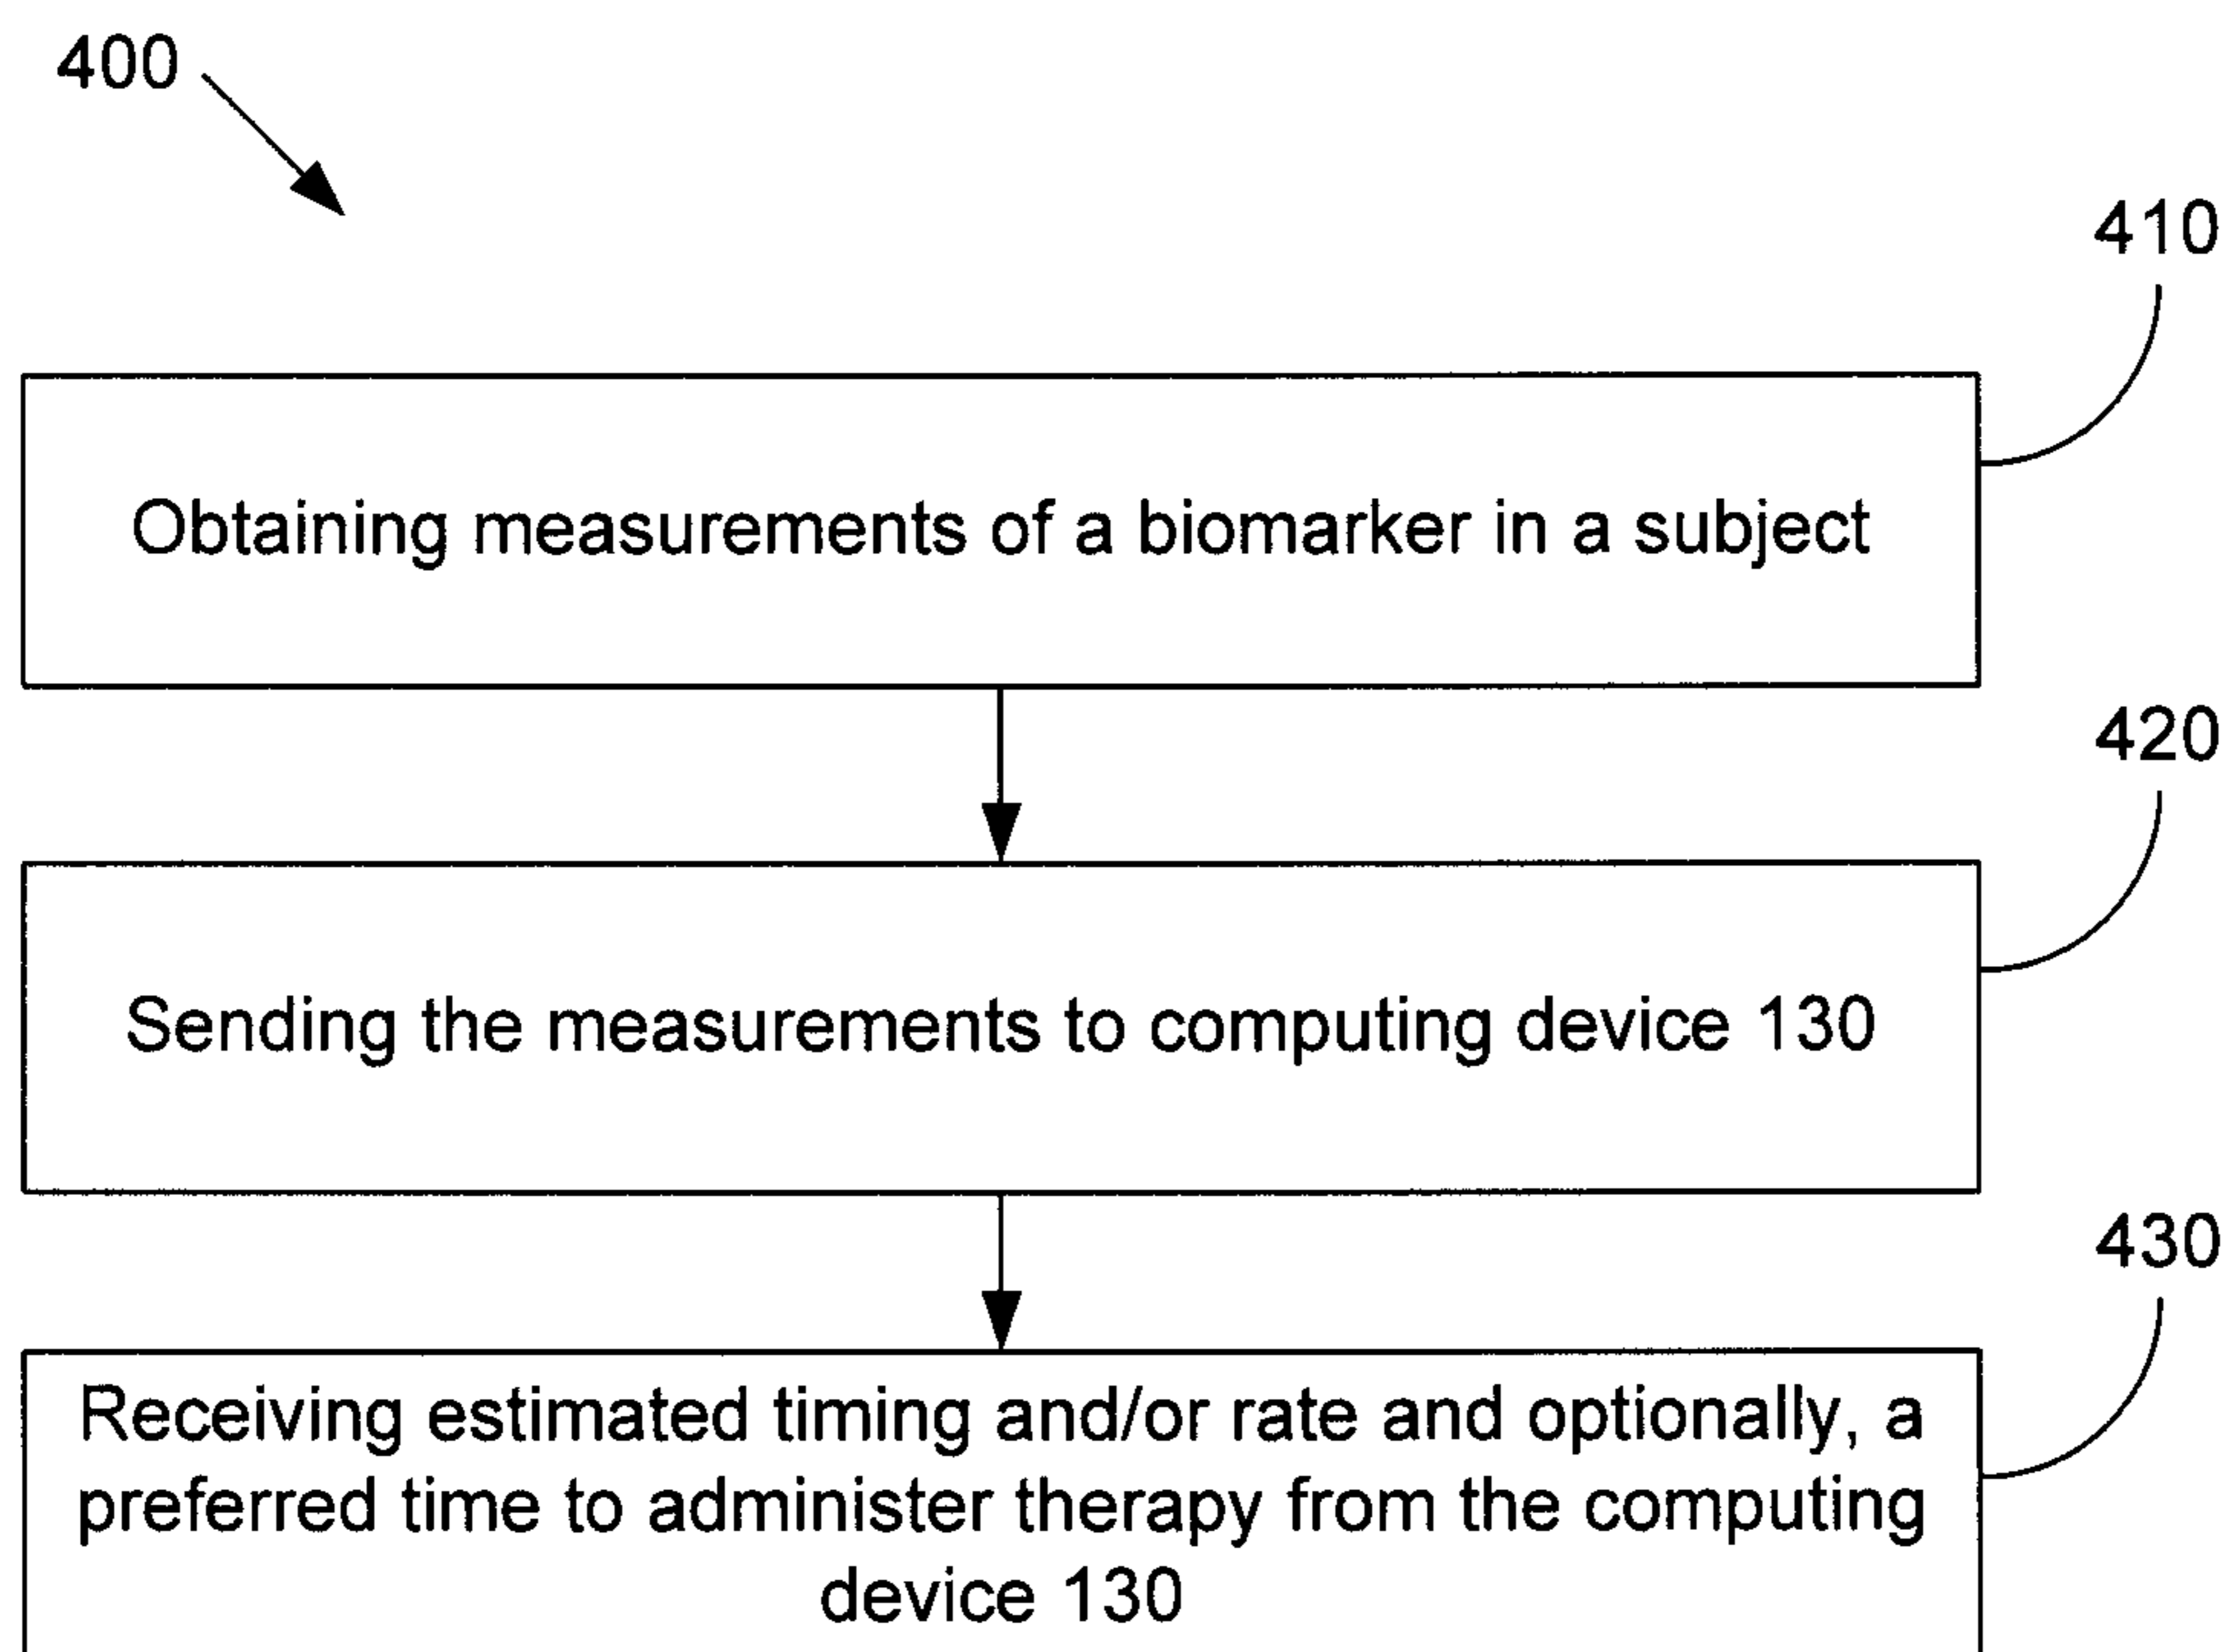 400
410
Obtaining measurements of a biomarker in a subject
420
Sending the measurements to computing device 130
430
Receiving estimated timing and/or rate and optionally, a
preferred time to administer therapy from the computing
device 130